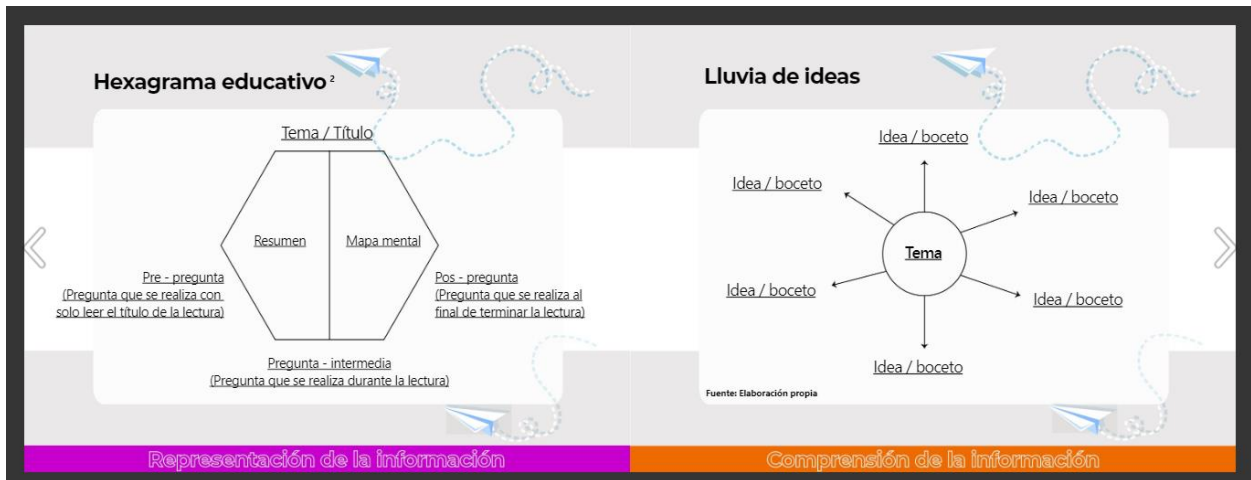 Hexagrama educativo ²
Tema / Título
Resumen
Mapa mental
Pre - pregunta
(Pregunta que se realiza con
solo leer el título de la lectura)
Pos - pregunta
(Pregunta que se realiza al
final de terminar la lectura)
Pregunta - intermedia
(Pregunta que se realiza durante la lectura)
Representación de la información
Lluvia de ideas
Idea / boceto
Idea / boceto
Idea / boceto
Tema
Idea / boceto
Idea / boceto
Idea / boceto
Fuente: Elaboración propia
Comprensión de la información